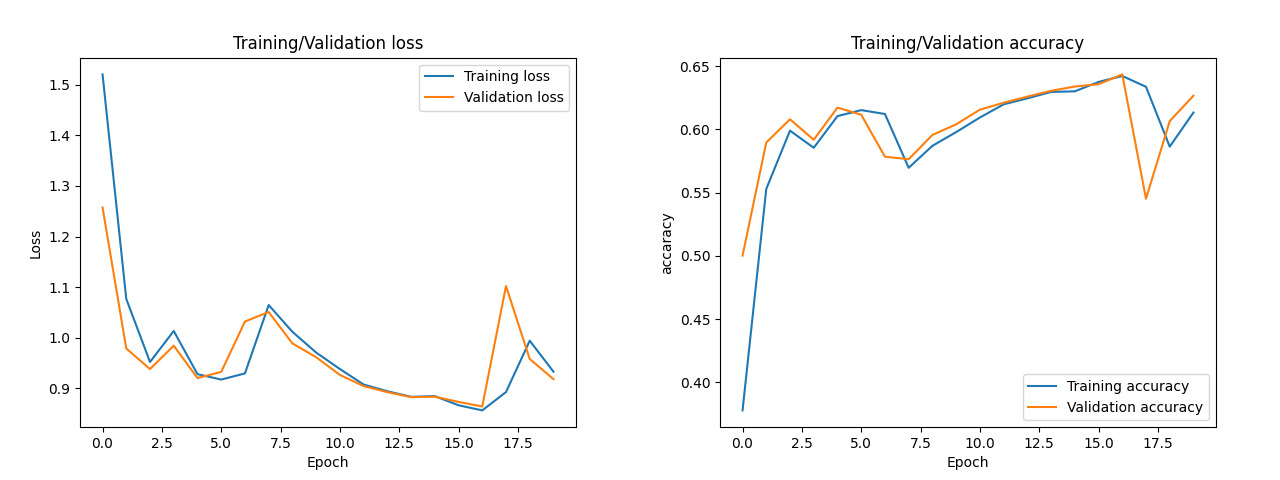 Training/Validation loss
Training loss
Validation loss
1.5
1.4
1.3
1.2
1.1
1.0
0.9
Loss
0.0 2.5 5.0 7.5 10.0 12.5 15.0 17.5
Epoch
Training/Validation accuracy
0.65
0.60
0.55
0.50
0.45
0.40
accaracy
Training accuracy
Validation accuracy
0.0 2.5 5.0 7.5 10.0 12.5 15.0 17.5
Epoch